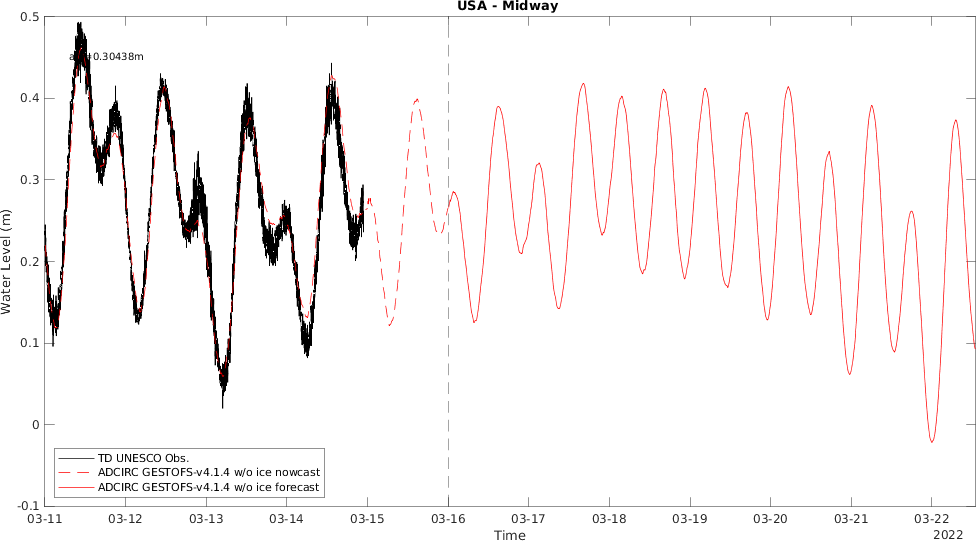 USA - Midway
0.5
=0.30438m
0.4
0.3
0.2
0.1
0
-0.1
Water Level (m)
TD UNESCO Obs.
ADCIRC GESTOFS-v4.1.4 w/o ice nowcast
ADCIRC GESTOFS-v4.1.4 w/o ice forecast
03-11 03-12 03-13 03-14 03-15 03-16 03-17 03-18 03-19 03-20 03-21 03-22
Time
2022